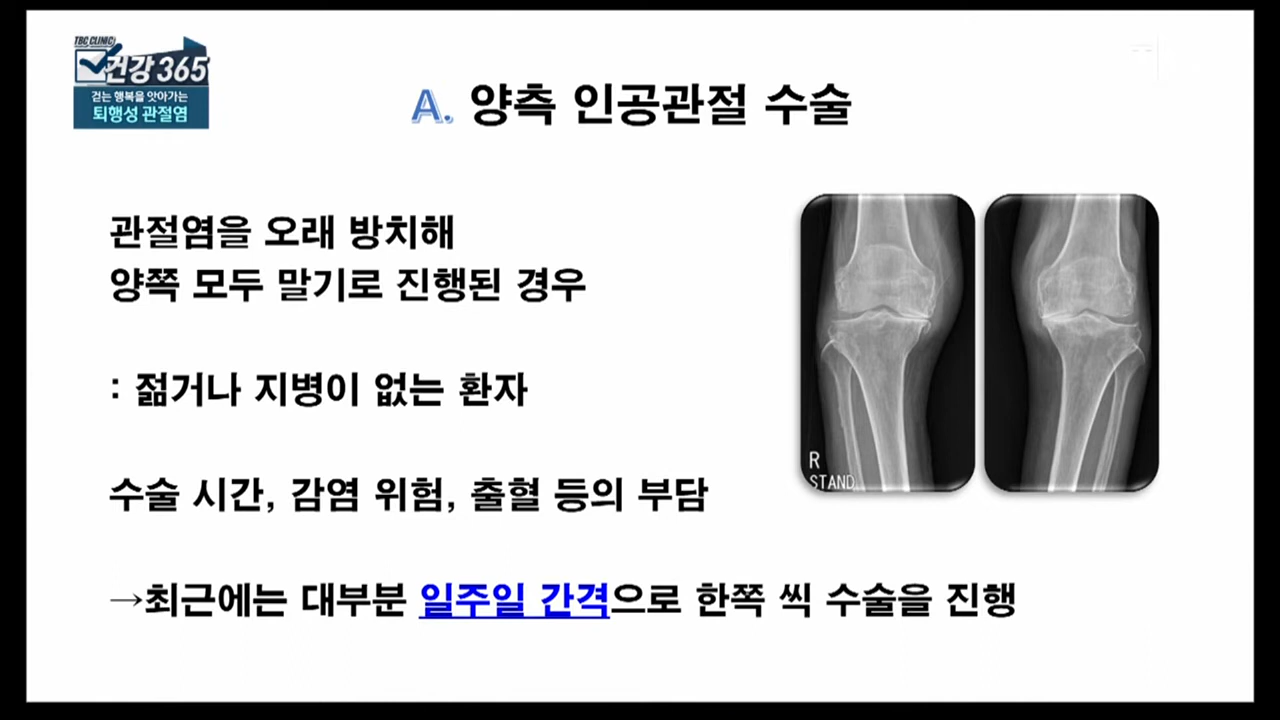 TBC CLINIC
건강 365
걷는 행복을 앗아가는
퇴행성 관절염
A. 양측 인공관절 수술
관절염을 오래 방치해
양쪽 모두 말기로 진행된 경우
: 젊거나 지병이 없는 환자
수술 시간, 감염 위험, 출혈 등의 부담
→최근에는 대부분 일주일 간격으로 한쪽 씩 수술을 진행
R
STAND